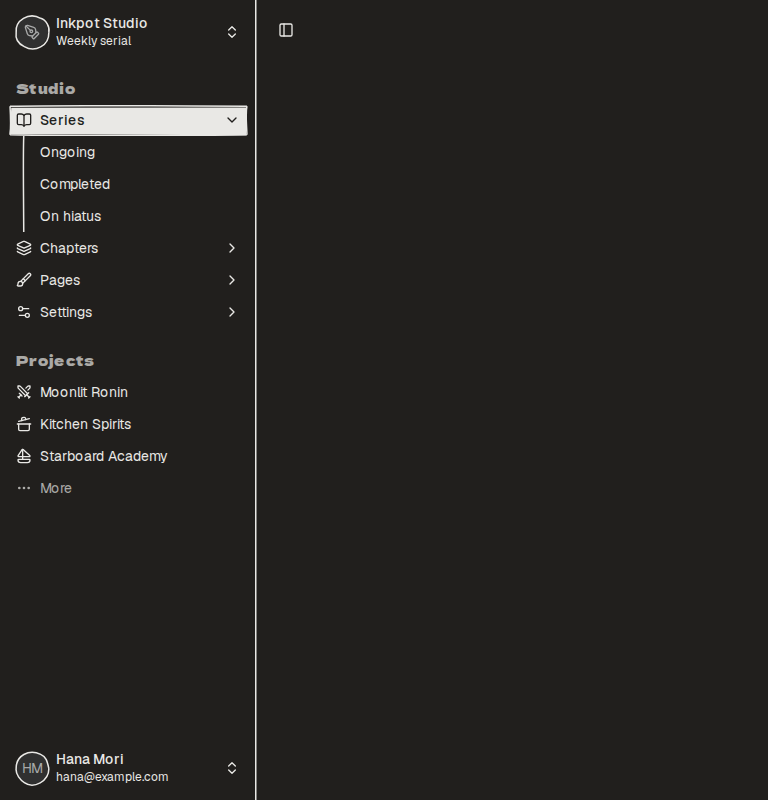 Inkpot Studio
Weekly serial
Studio
Series
Ongoing
Completed
On hiatus
Chapters
Pages
Settings
Projects
Moonlit Ronin
Kitchen Spirits
Starboard Academy
More
HM
Hana Mori
hana@example.com